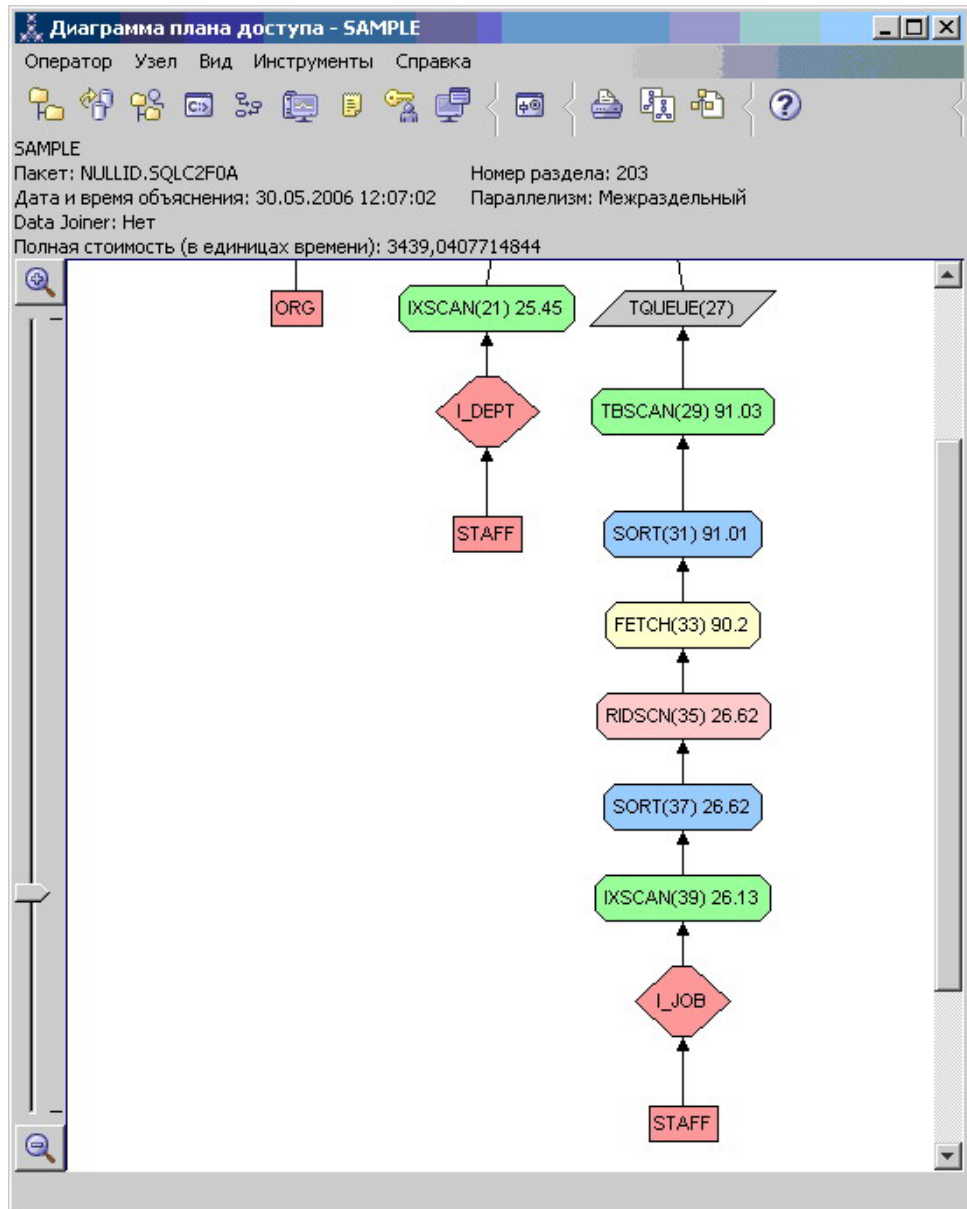 Диаграмма плана доступа - SAMPLE
Оператор Узел Вид Инструменты Справка
SAMPLE
Пакет: NULLID.SQLC2F0A Номер раздела: 203
Дата и время объяснения: 30.05.2006 12:07:02 Параллелизм: Межраздельный
Data Joiner: Нет
Полная стоимость (в единицах времени): 3439,0407714844
ORG IXSCAN(21) 25.45 TQUEUE(27)
I_DEPT TBSCAN(29) 91.03
STAFF SORT(31) 91.01
FETCH(33) 90.2
RIDSCN(35) 26.62
SORT(37) 26.62
IXSCAN(39) 26.13
I_JOB
STAFF